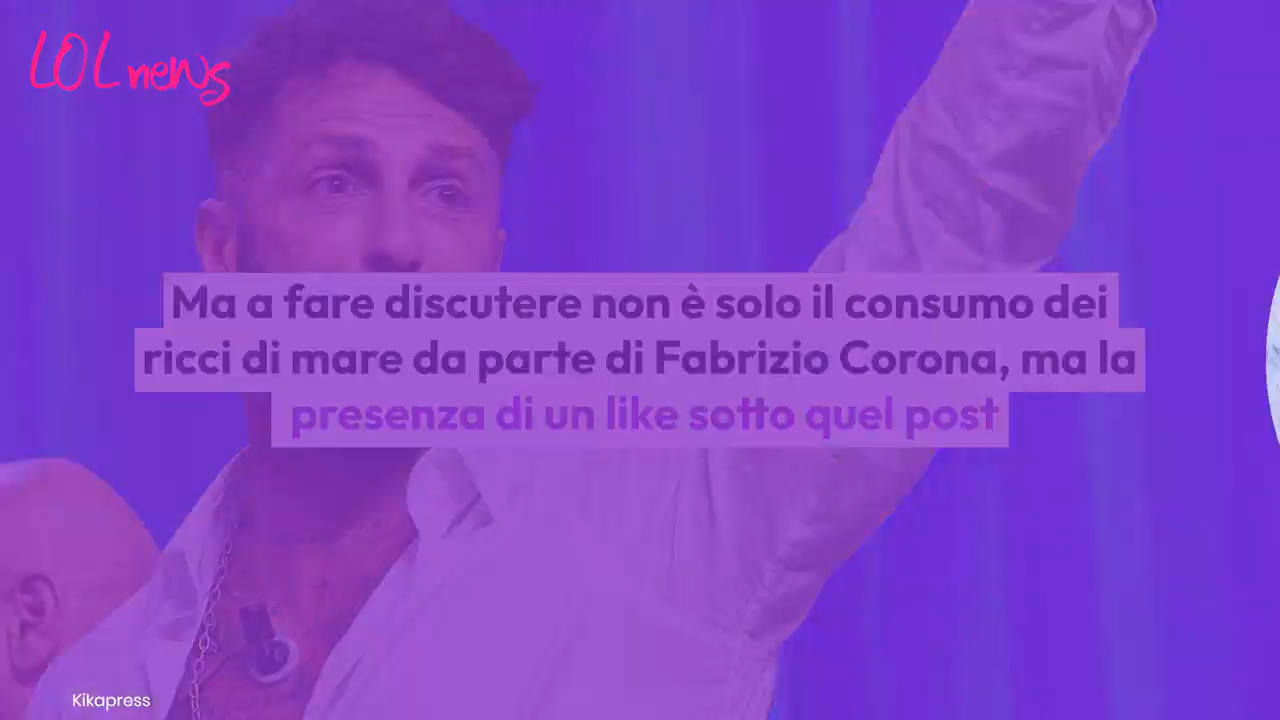 LOL news
Ma a fare discutere non è solo il consumo dei
ricci di mare da parte di Fabrizio Corona, ma la
presenza di un like sotto quel post
Kikapress